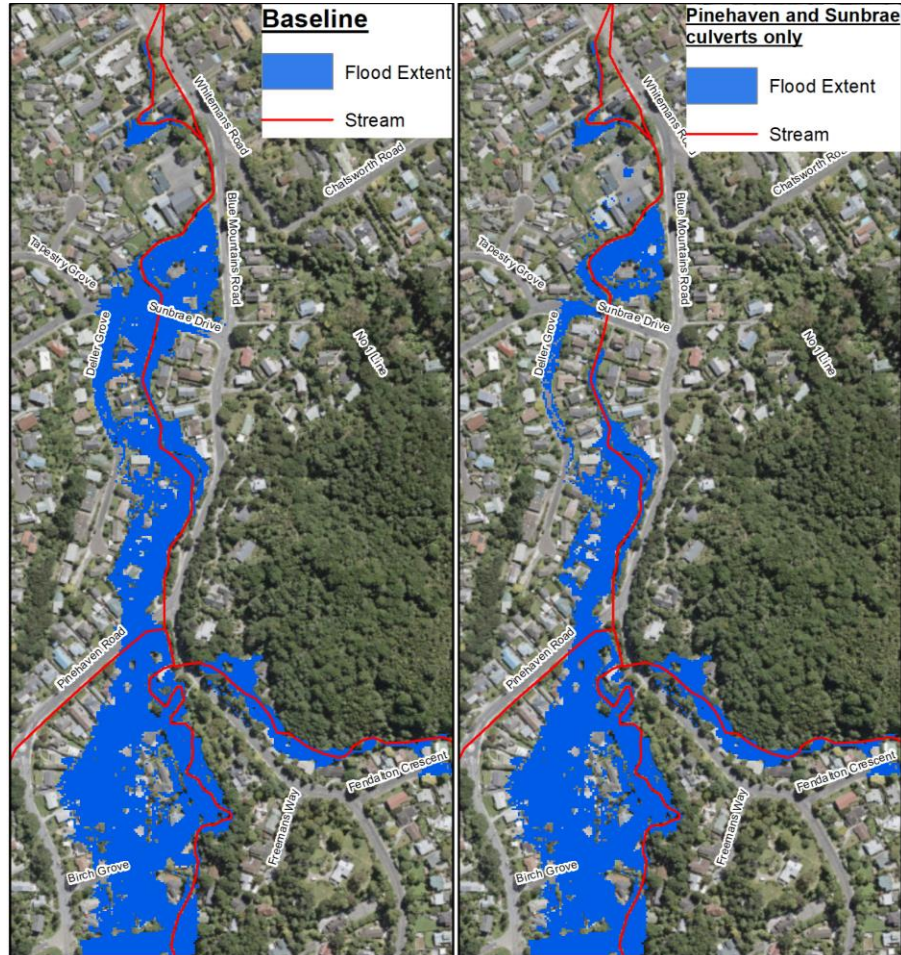 Baseline
Flood Extent
Stream
Whitemans Road
Chatsworth Road
Blue Mountains Road
Tapestry Grove
Sunbrae Drive
Deller Grove
No 1 Line
Pinehaven Road
Fendalton Crescent
Freemans Way
Birch Grove
Pinehaven and Sunbrae
culverts only
Flood Extent
Stream
Whitemans Road
Chatsworth Road
Blue Mountains Road
Tapestry Grove
Sunbrae Drive
Deller Grove
No 1 Line
Pinehaven Road
Fendalton Crescent
Freemans Way
Birch Grove